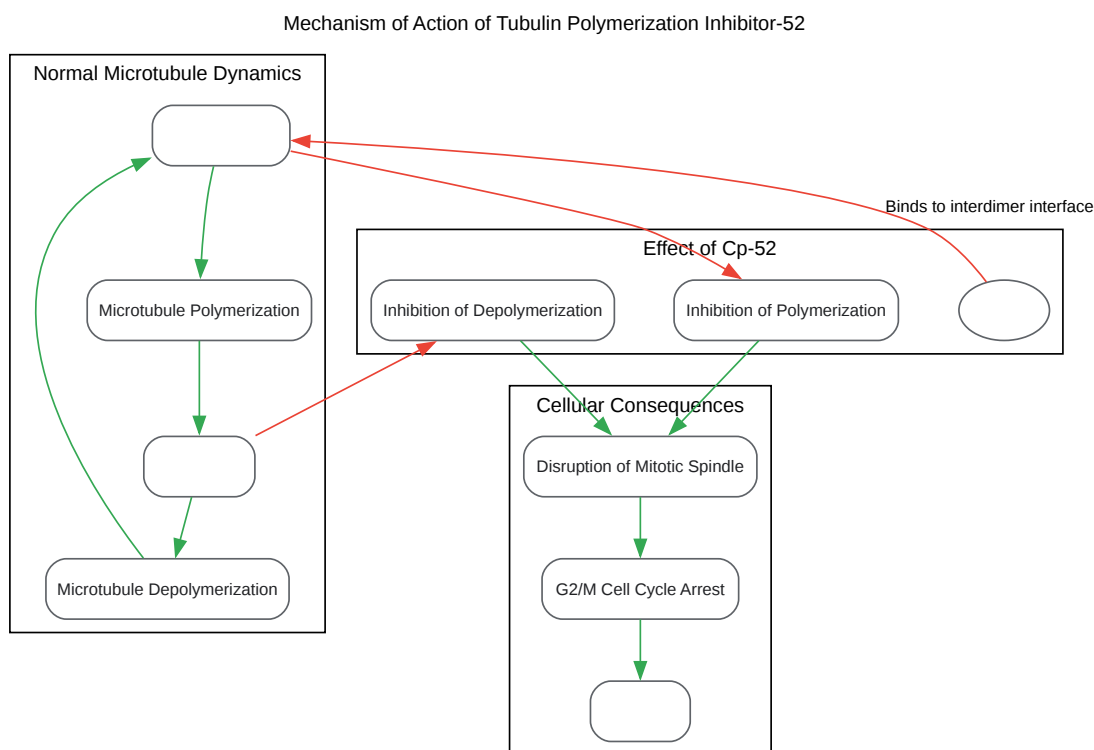 Mechanism of Action of Tubulin Polymerization Inhibitor-52
Normal Microtubule Dynamics
Binds to interdimer interface
Effect of Cp-52
Microtubule Polymerization
Inhibition of Depolymerization
Inhibition of Polymerization
Cellular Consequences
Disruption of Mitotic Spindle
Microtubule Depolymerization
G2/M Cell Cycle Arrest